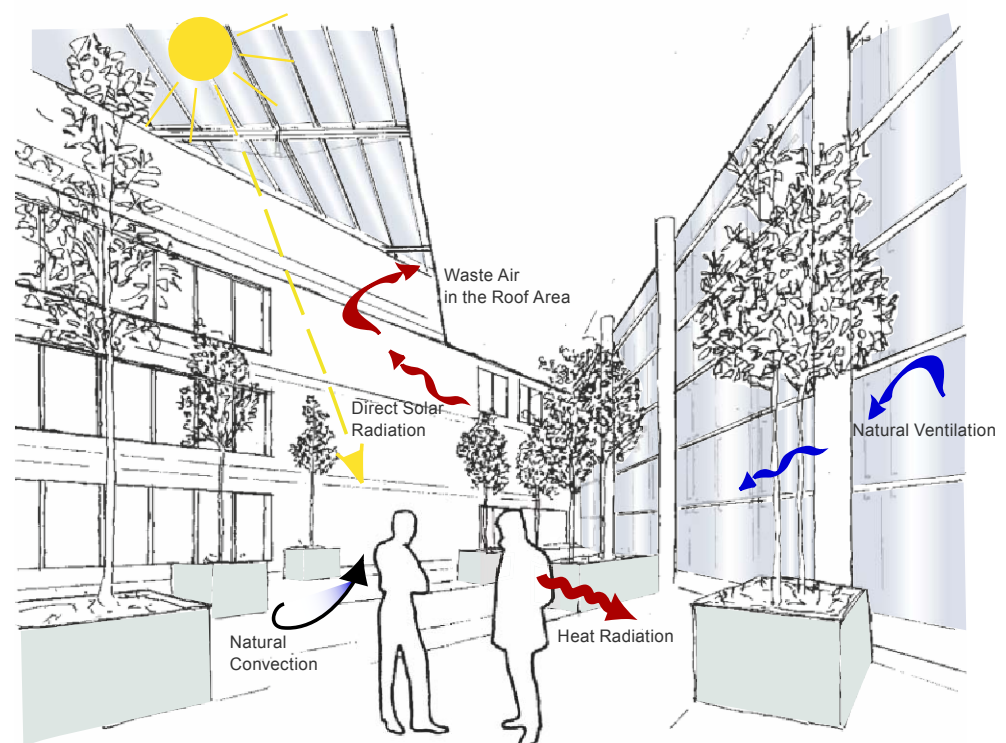 Waste Air
in the Roof Area
Direct Solar
Radiation
Natural Ventilation
Natural
Convection
Heat Radiation